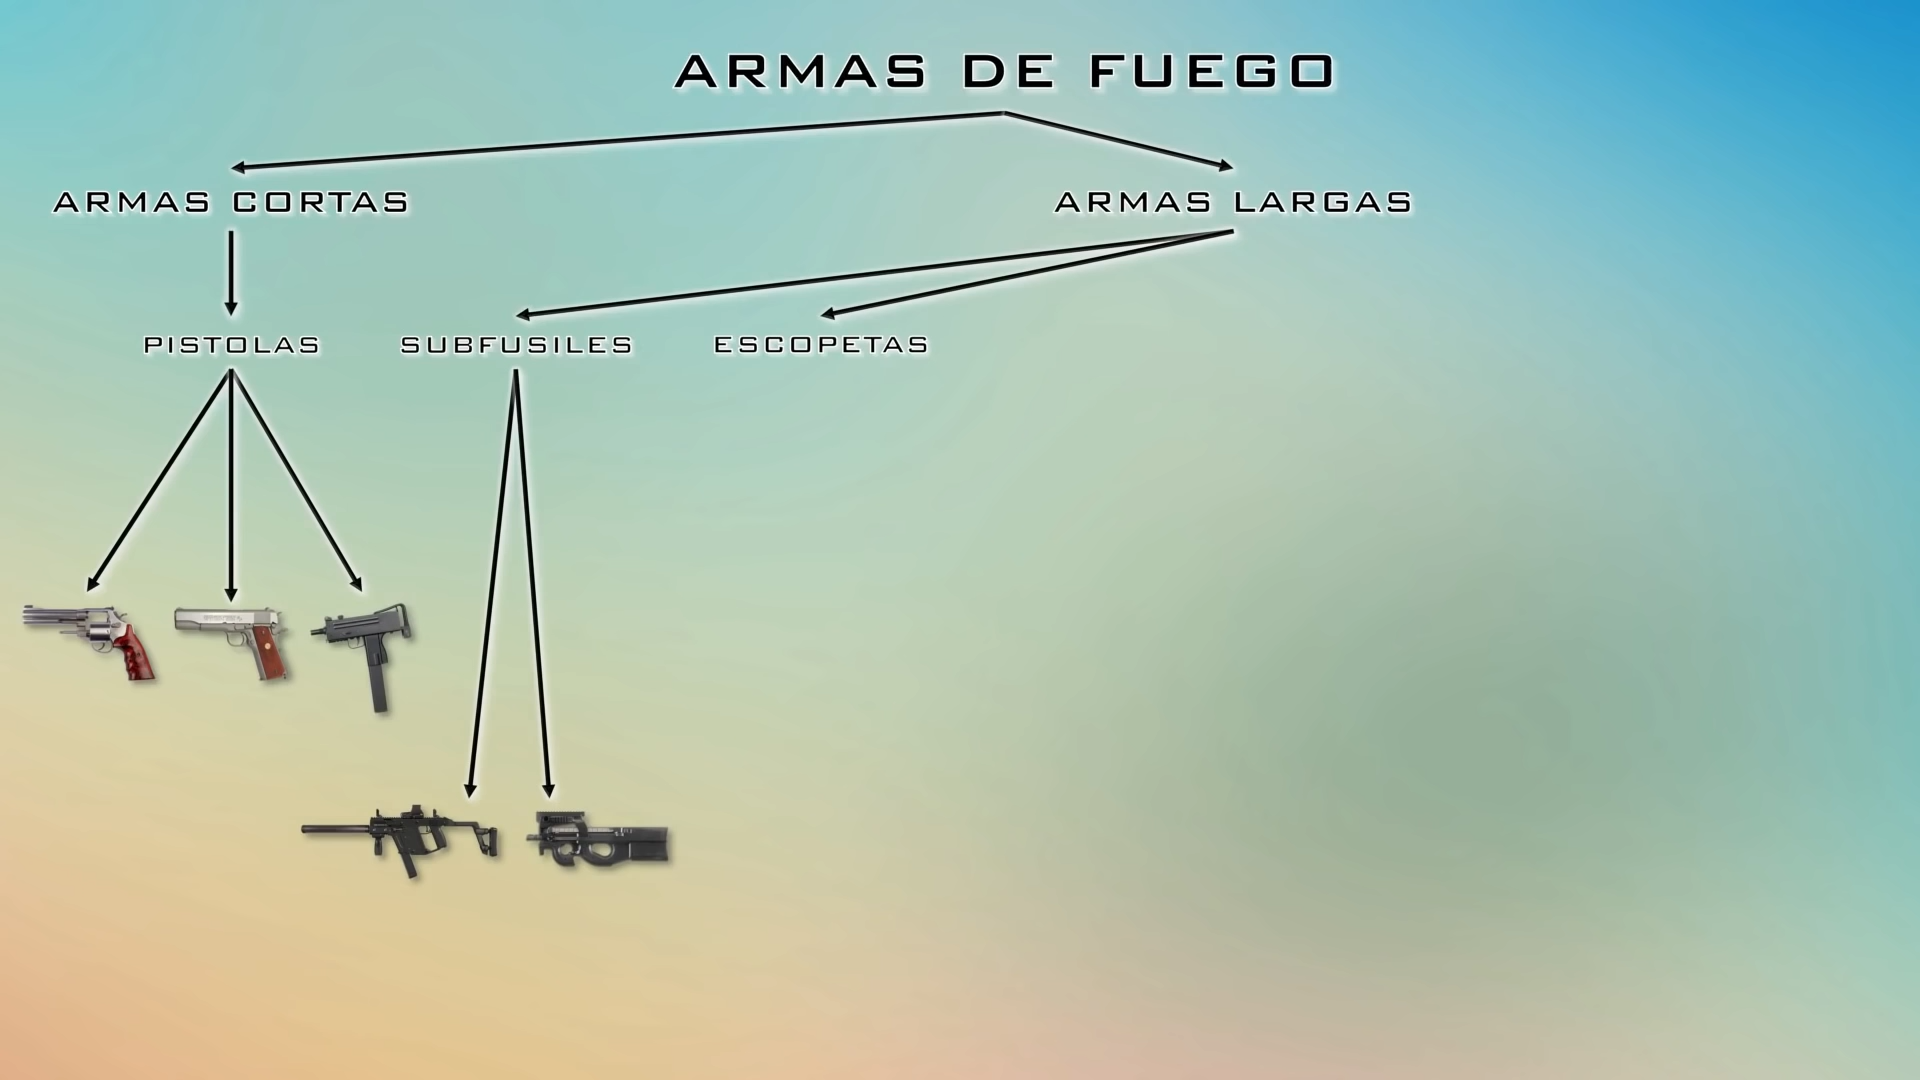 ARMAS DE FUEGO
ARMAS CORTAS
ARMAS LARGAS
PISTOLAS
SUBFUSILES
ESCOPETAS